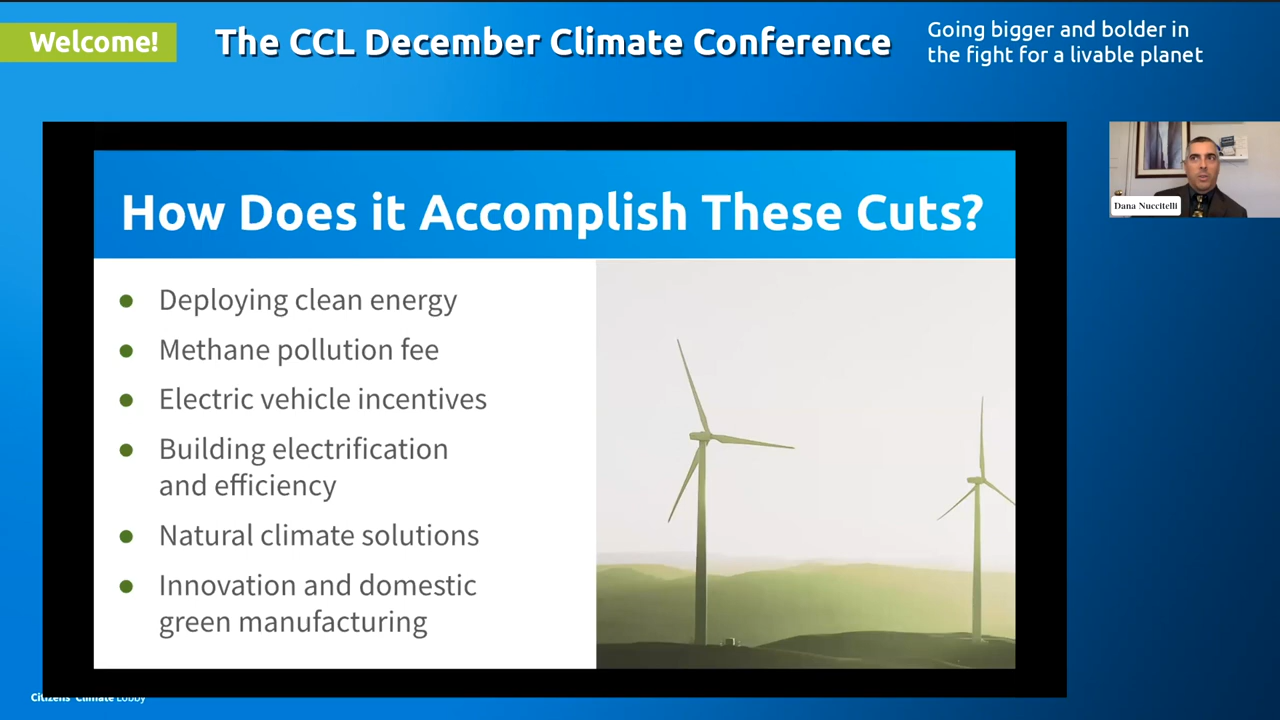 Welcome!
The CCL December Climate Conference
Going bigger and bolder in
the fight for a livable planet
How Does it Accomplish These Cuts?
• Deploying clean energy
• Methane pollution fee
• Electric vehicle incentives
• Building electrification
and efficiency
• Natural climate solutions
• Innovation and domestic
green manufacturing
Dana Nuccitelli
Citizens' Climate Lobby